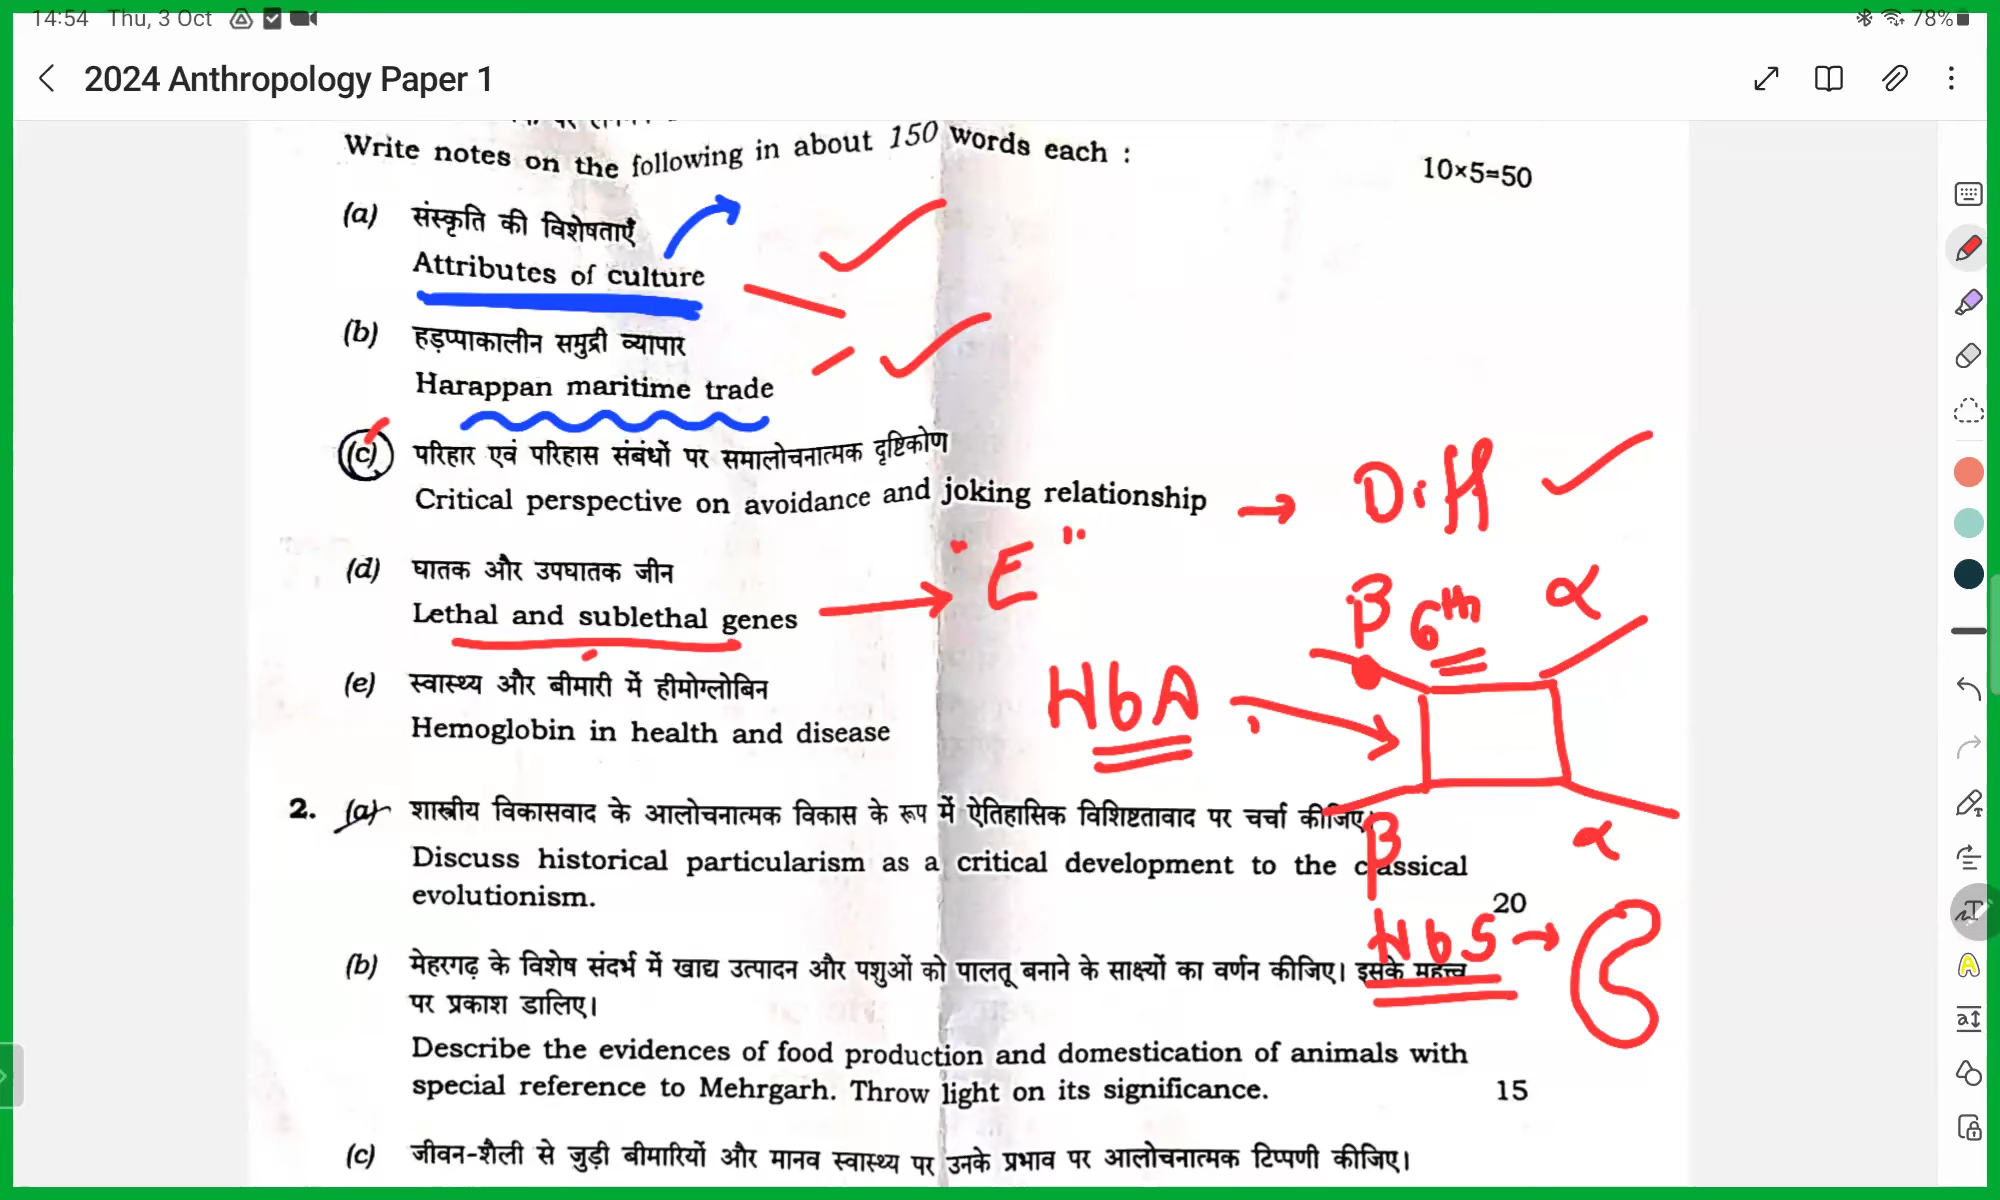 14:54 Thu, 3 Oct
78%
2024 Anthropology Paper 1
Write notes on the following in about 150 words each :
10×5=50
(a) संस्कृति की विशेषताएँ
Attributes of culture
(b) हड़प्पाकालीन समुद्री व्यापार
Harappan maritime trade
(c) परिहार एवं परिहास संबंधों पर समालोचनात्मक दृष्टिकोण
Critical perspective on avoidance and joking relationship → Diff
(d) घातक और उपघातक जीन
Lethal and sublethal genes → "E"
β 6th α
(e) स्वास्थ्य और बीमारी में हीमोग्लोबिन
Hemoglobin in health and disease
HbA
2. (a) शास्त्रीय विकासवाद के आलोचनात्मक विकास के रूप में ऐतिहासिक विशिष्टतावाद पर चर्चा कीजिए।
β α
Discuss historical particularism as a critical development to the classical
evolutionism. 20
HbS →
(b) मेहरगढ़ के विशेष संदर्भ में खाद्य उत्पादन और पशुओं को पालतू बनाने के साक्ष्यों का वर्णन कीजिए। इसके महत्त्व
पर प्रकाश डालिए।
Describe the evidences of food production and domestication of animals with
special reference to Mehrgarh. Throw light on its significance. 15
(c) जीवन-शैली से जुड़ी बीमारियों और मानव स्वास्थ्य पर उनके प्रभाव पर आलोचनात्मक टिप्पणी कीजिए।